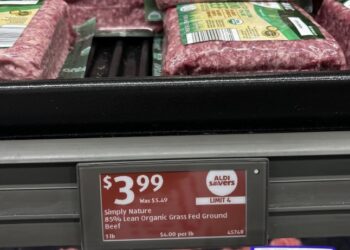 $3.99
Was $5.49
ALDI
SAVERS
LIMIT 4
Simply Nature
85% Lean Organic Grass Fed Ground
Beef
1 lb
$4.00 per lb
45748